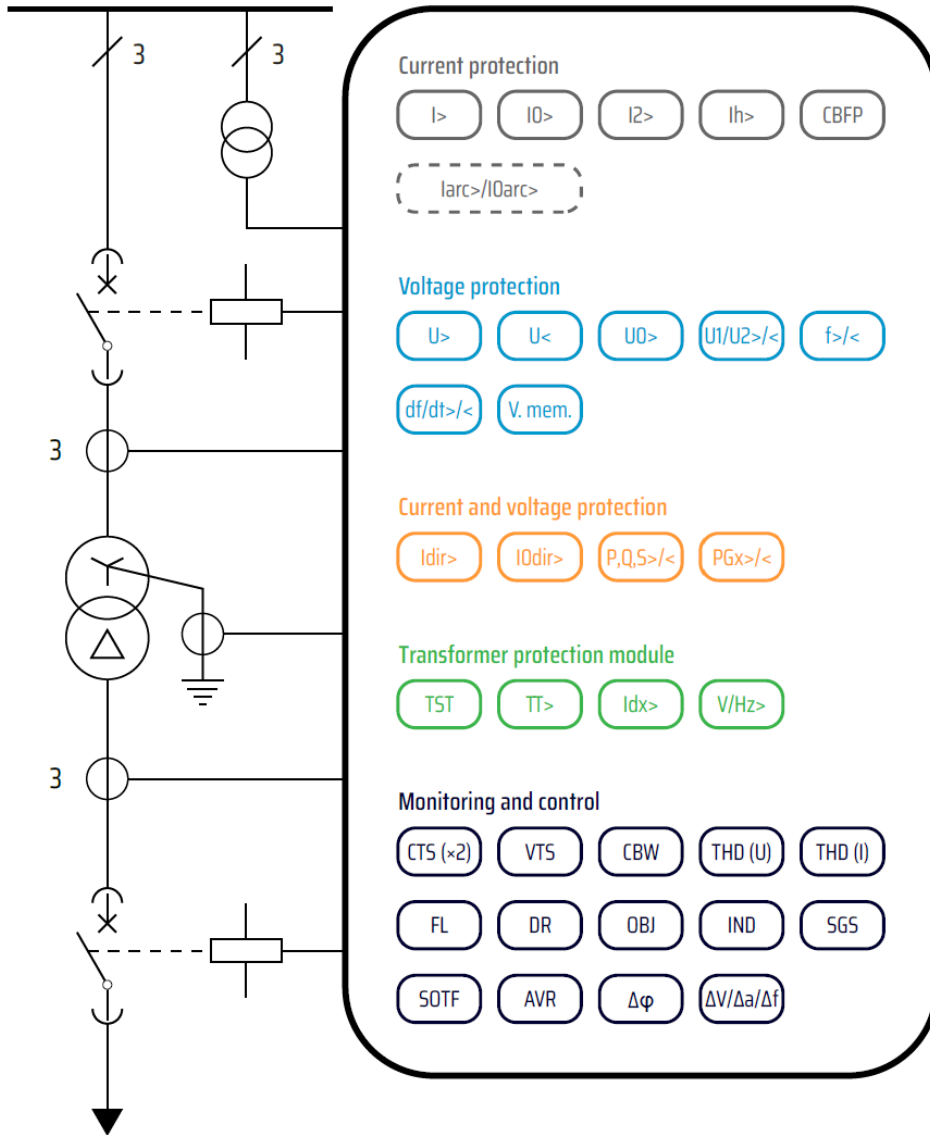 3
3
Current protection
I> I0> I2> Ih> CBFP
Iarc>/I0arc>
Voltage protection
U> U< U0> U1/U2>/< f>/<
df/dt>/< V. mem.
3
Current and voltage protection
Idir> I0dir> P,Q,S>/< PGx>/<
Transformer protection module
TST TT> Idx> V/Hz>
3
Monitoring and control
CTS (×2) VTS CBW THD (U) THD (I)
FL DR OBJ IND SGS
SOTF AVR Δφ ΔV/Δa/Δf